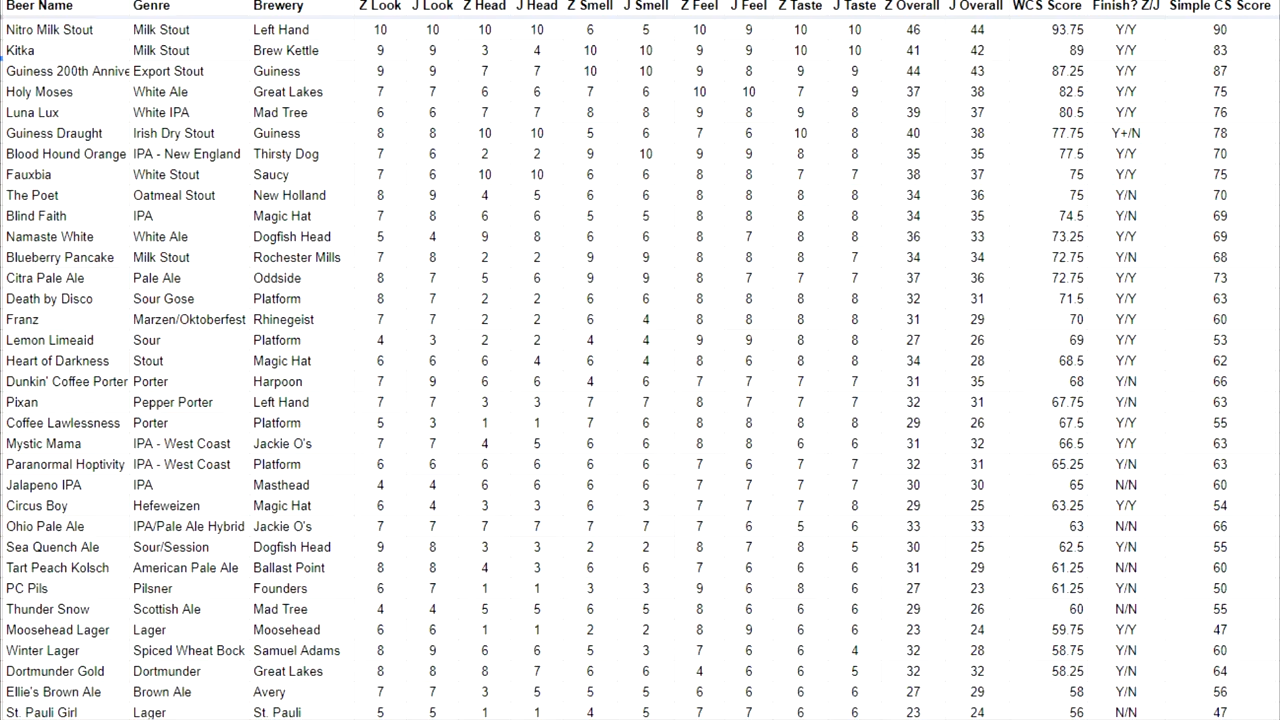 Beer Name Genre Brewery Z Look J Look Z Head J Head Z Smell J Smell Z Feel J Feel Z Taste J Taste Z Overall J Overall WCS Score Finish? Z/J Simple CS Score
Nitro Milk Stout Milk Stout Left Hand 10 10 10 10 6 5 10 9 10 10 46 44 93.75 Y/Y 90
Kitka Milk Stout Brew Kettle 9 9 3 4 10 10 9 9 10 10 41 42 89 Y/Y 83
Guiness 200th Annive Export Stout Guiness 9 9 7 7 10 10 9 8 9 9 44 43 87.25 Y/Y 87
Holy Moses White Ale Great Lakes 7 7 6 6 7 6 10 10 7 9 37 38 82.5 Y/Y 75
Luna Lux White IPA Mad Tree 6 6 7 7 8 8 9 8 9 8 39 37 80.5 Y/Y 76
Guiness Draught Irish Dry Stout Guiness 8 8 10 10 5 6 7 6 10 8 40 38 77.75 Y+/N 78
Blood Hound Orange IPA - New England Thirsty Dog 7 6 2 2 9 10 9 9 8 8 35 35 77.5 Y/Y 70
Fauxbia White Stout Saucy 7 6 10 10 6 6 8 8 7 7 38 37 75 Y/Y 75
The Poet Oatmeal Stout New Holland 8 9 4 5 6 6 8 8 8 8 34 36 75 Y/N 70
Blind Faith IPA Magic Hat 7 8 6 6 5 5 8 8 8 8 34 35 74.5 Y/N 69
Namaste White White Ale Dogfish Head 5 4 9 8 6 6 8 7 8 8 36 33 73.25 Y/Y 69
Blueberry Pancake Milk Stout Rochester Mills 7 8 2 2 9 9 8 8 8 7 34 34 72.75 Y/N 68
Citra Pale Ale Pale Ale Oddside 8 7 5 6 9 9 8 7 7 7 37 36 72.75 Y/Y 73
Death by Disco Sour Gose Platform 8 7 2 2 6 6 8 8 8 8 32 31 71.5 Y/Y 63
Franz Marzen/Oktoberfest Rhinegeist 7 7 2 2 6 4 8 8 8 8 31 29 70 Y/Y 60
Lemon Limeaid Sour Platform 4 3 2 2 4 4 9 9 8 8 27 26 69 Y/Y 53
Heart of Darkness Stout Magic Hat 6 6 6 4 6 4 8 6 8 8 34 28 68.5 Y/Y 62
Dunkin' Coffee Porter Porter Harpoon 7 9 6 6 4 6 7 7 7 7 31 35 68 Y/N 66
Pixan Pepper Porter Left Hand 7 7 3 3 7 7 8 7 7 7 32 31 67.75 Y/N 63
Coffee Lawlessness Porter Platform 5 3 1 1 7 6 8 8 8 8 29 26 67.5 Y/Y 55
Mystic Mama IPA - West Coast Jackie O's 7 7 4 5 6 6 8 8 6 6 31 32 66.5 Y/Y 63
Paranormal Hoptivity IPA - West Coast Platform 6 6 6 6 6 6 7 6 7 7 32 31 65.25 Y/N 63
Jalapeno IPA IPA Masthead 4 4 6 6 6 6 7 7 7 7 30 30 65 N/N 60
Circus Boy Hefeweizen Magic Hat 6 4 3 3 6 3 7 7 7 8 29 25 63.25 Y/Y 54
Ohio Pale Ale IPA/Pale Ale Hybrid Jackie O's 7 7 7 7 7 7 7 6 5 6 33 33 63 N/N 66
Sea Quench Ale Sour/Session Dogfish Head 9 8 3 3 2 2 8 7 8 5 30 25 62.5 Y/N 55
Tart Peach Kolsch American Pale Ale Ballast Point 8 8 4 3 6 6 7 6 6 6 31 29 61.25 N/N 60
PC Pils Pilsner Founders 6 7 1 1 3 3 9 6 8 6 27 23 61.25 Y/N 50
Thunder Snow Scottish Ale Mad Tree 4 4 5 5 6 5 8 6 6 6 29 26 60 N/N 55
Moosehead Lager Lager Moosehead 6 6 1 1 2 2 8 9 6 6 23 24 59.75 Y/Y 47
Winter Lager Spiced Wheat Bock Samuel Adams 8 9 6 6 5 3 7 6 6 4 32 28 58.75 Y/N 60
Dortmunder Gold Dortmunder Great Lakes 8 8 8 7 6 6 4 6 6 5 32 32 58.25 Y/N 64
Ellie's Brown Ale Brown Ale Avery 7 7 3 5 5 5 6 6 6 6 27 29 58 Y/N 56
St. Pauli Girl Lager St. Pauli 5 5 1 1 4 5 7 7 6 6 23 24 56 N/N 47